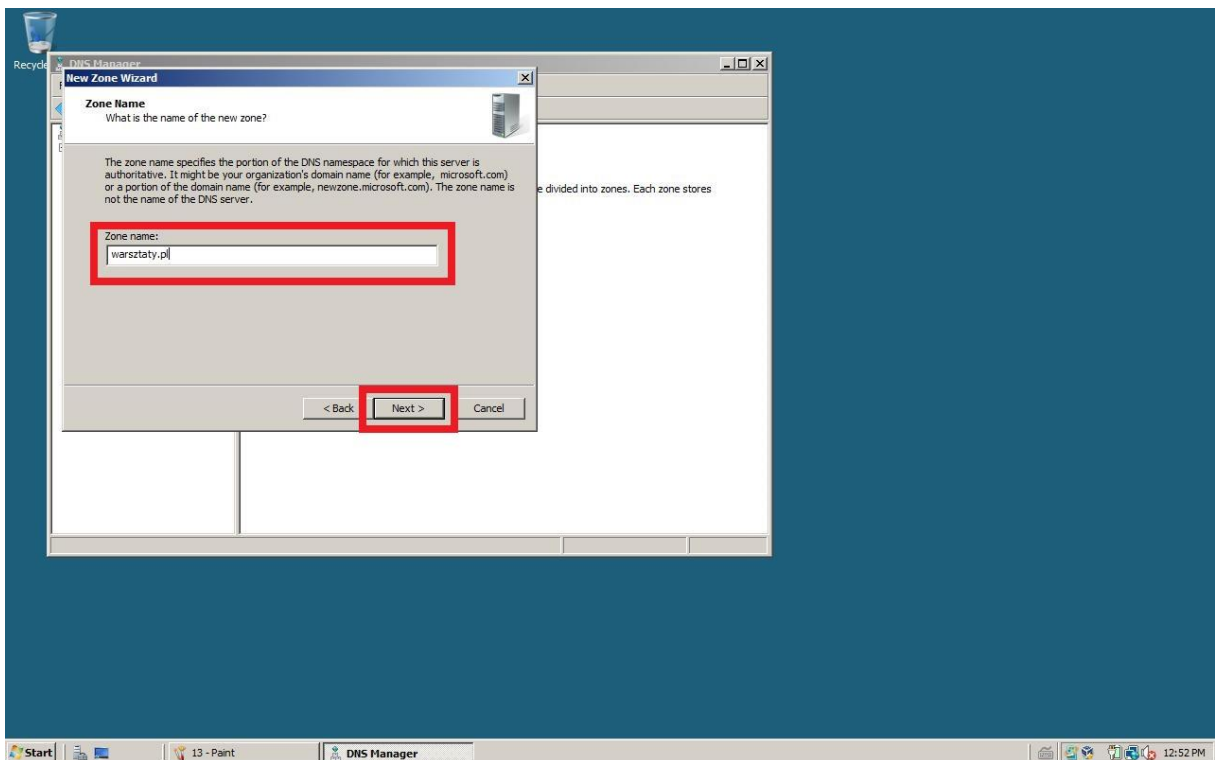 Recycle
DNS Manager
New Zone Wizard
Zone Name
What is the name of the new zone?
The zone name specifies the portion of the DNS namespace for which this server is
authoritative. It might be your organization's domain name (for example, microsoft.com)
or a portion of the domain name (for example, newzone.microsoft.com). The zone name is
not the name of the DNS server.
e divided into zones. Each zone stores
Zone name:
warsztaty.pl
< Back
Next >
Cancel
Start
13 - Paint
DNS Manager
12:52 PM